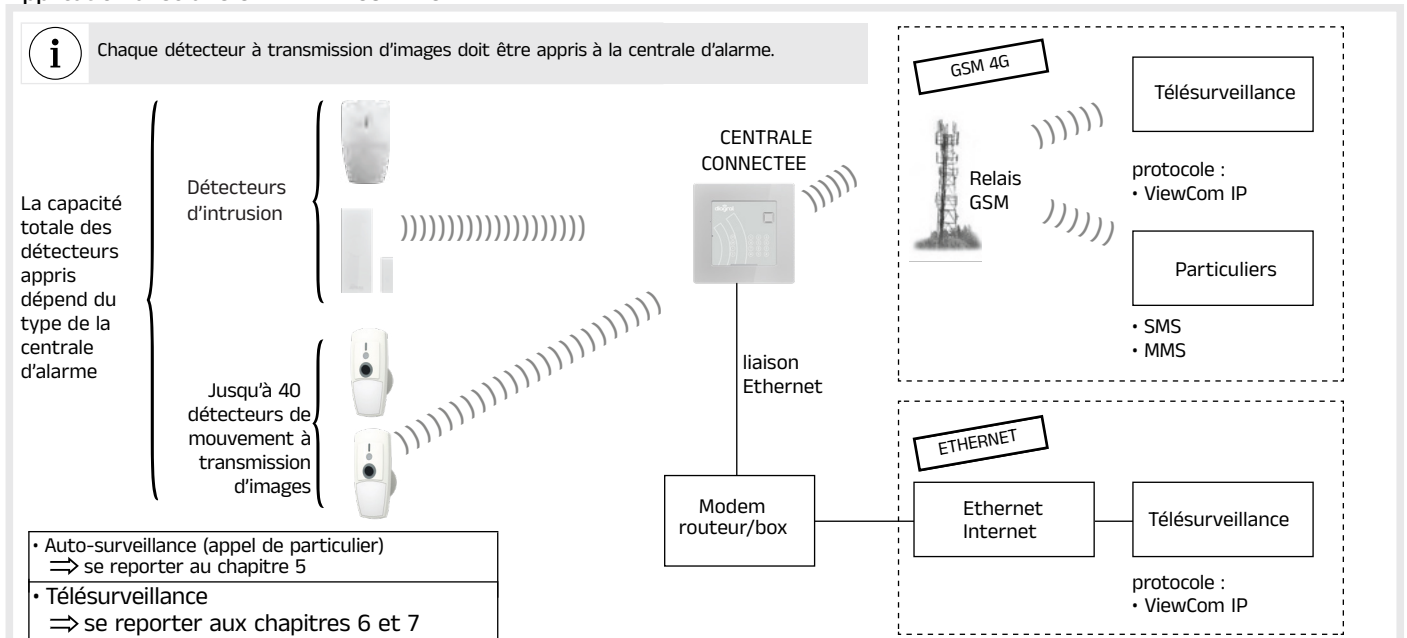 Chaque détecteur à transmission d'images doit être appris à la centrale d'alarme.
La capacité
totale des
détecteurs
appris
dépend du
type de la
centrale
d'alarme
Détecteurs
d'intrusion
Jusqu'à 40
détecteurs de
mouvement à
transmission
d'images
• Auto-surveillance (appel de particulier)
⇒ se reporter au chapitre 5
• Télésurveillance
⇒ se reporter aux chapitres 6 et 7
CENTRALE
CONNECTEE
liaison
Ethernet
Modem
routeur/box
GSM 4G
Relais
GSM
Télésurveillance
protocole :
• ViewCom IP
Particuliers
• SMS
• MMS
ETHERNET
Ethernet
Internet
Télésurveillance
protocole :
• ViewCom IP